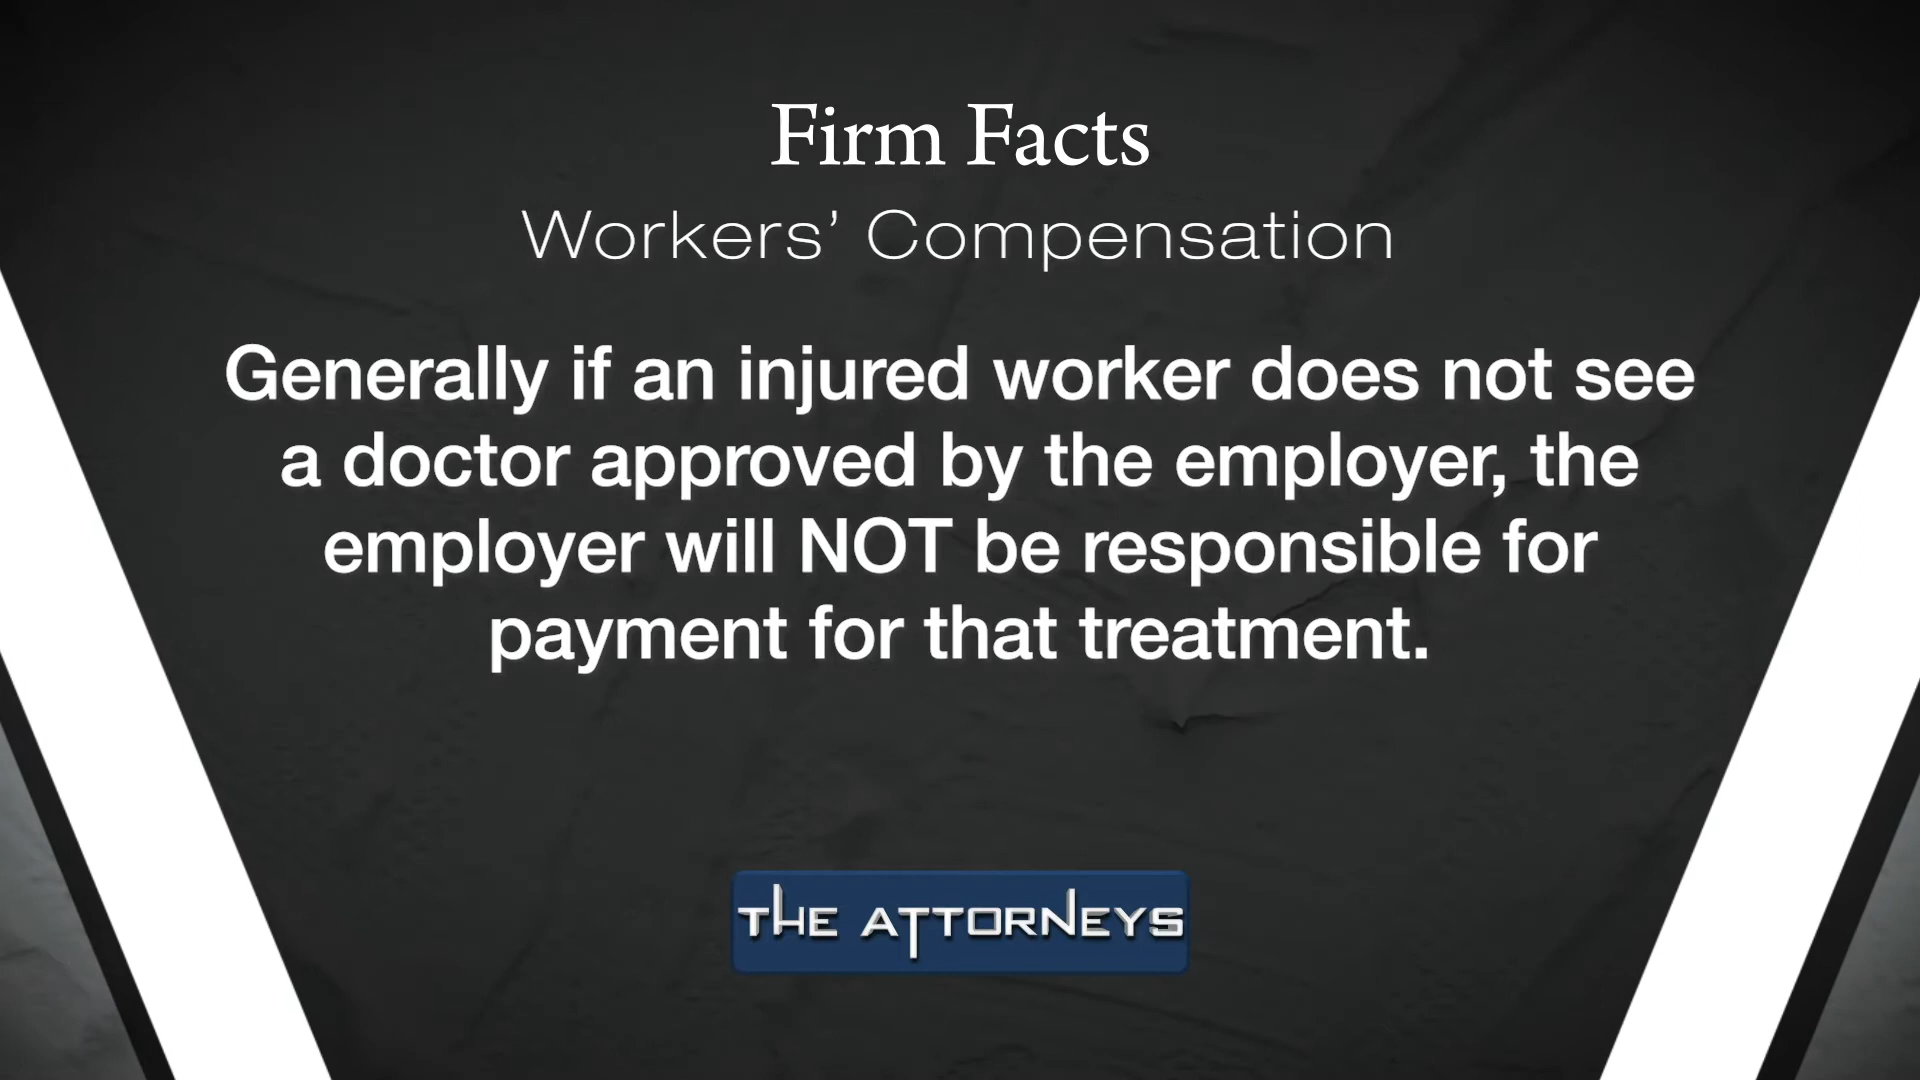 Firm Facts
Workers’ Compensation
Generally if an injured worker does not see
a doctor approved by the employer, the
employer will NOT be responsible for
payment for that treatment.
THE ATTORNEYS